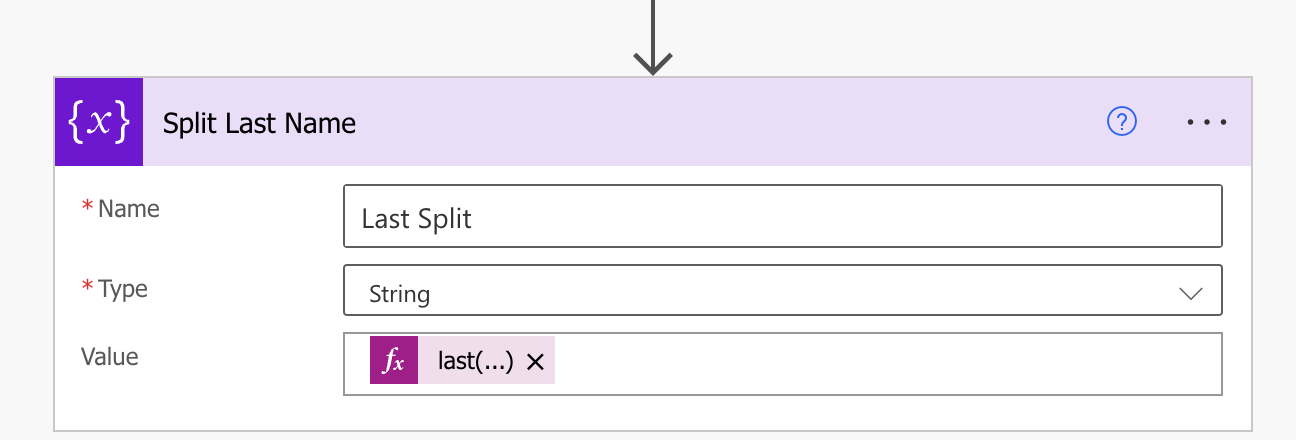 {x} Split Last Name ? ...
* Name Last Split
* Type String
Value fx last(...) ×